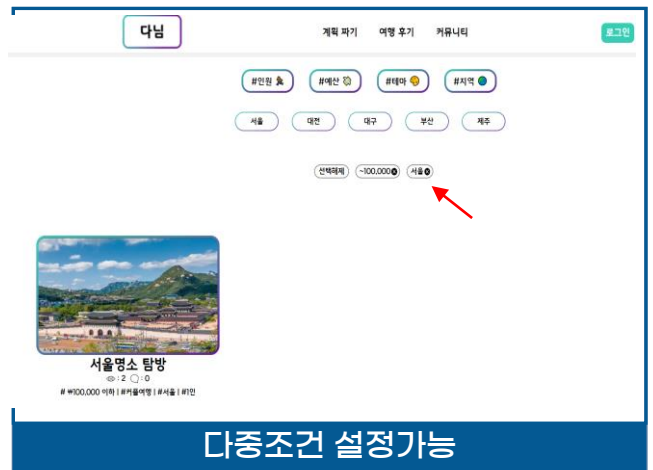 다님 계획 파기 여행 후기 커뮤니티 로그인
#인원 #예산 #테마 #지역
서울 대전 대구 부산 제주
선택해제 ~100,000 서울
서울명소 탐방
: 2 : 0
# ₩100,000 이하 | #커플여행 | #서울 | #1인
다중조건 설정가능